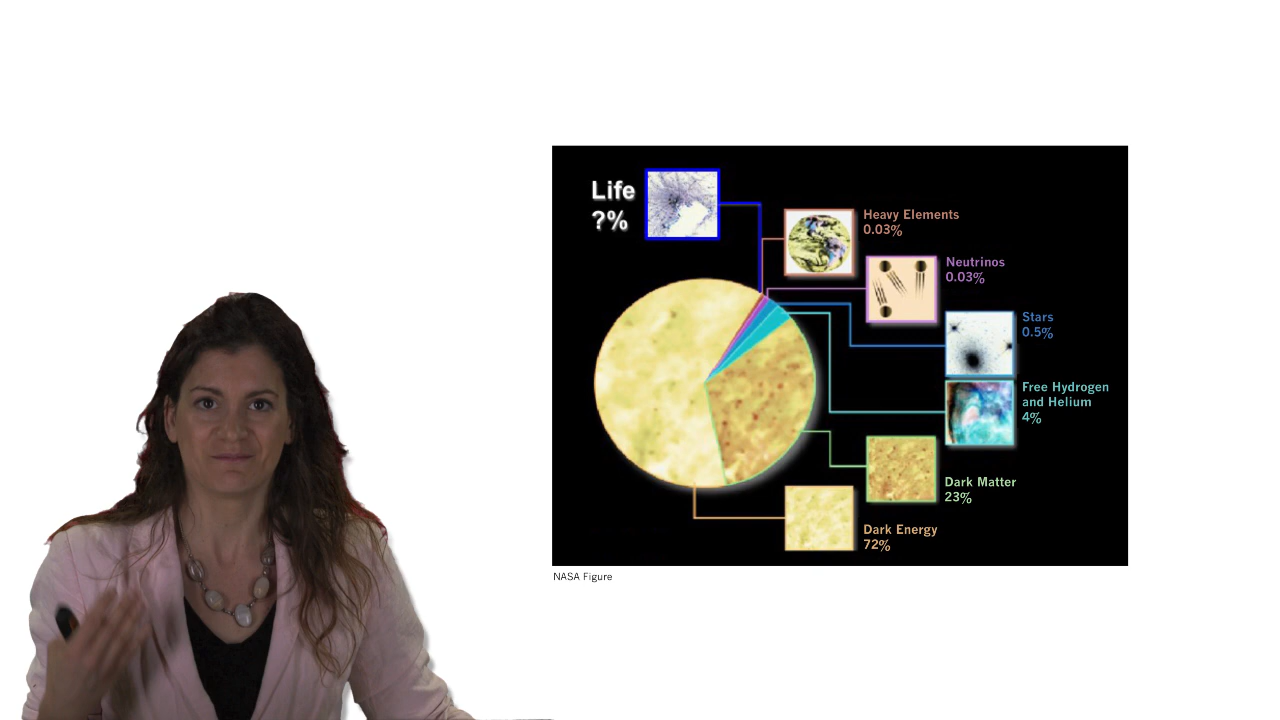 Life
?%
Heavy Elements
0.03%
Neutrinos
0.03%
Stars
0.5%
Free Hydrogen
and Helium
4%
Dark Matter
23%
Dark Energy
72%
NASA Figure